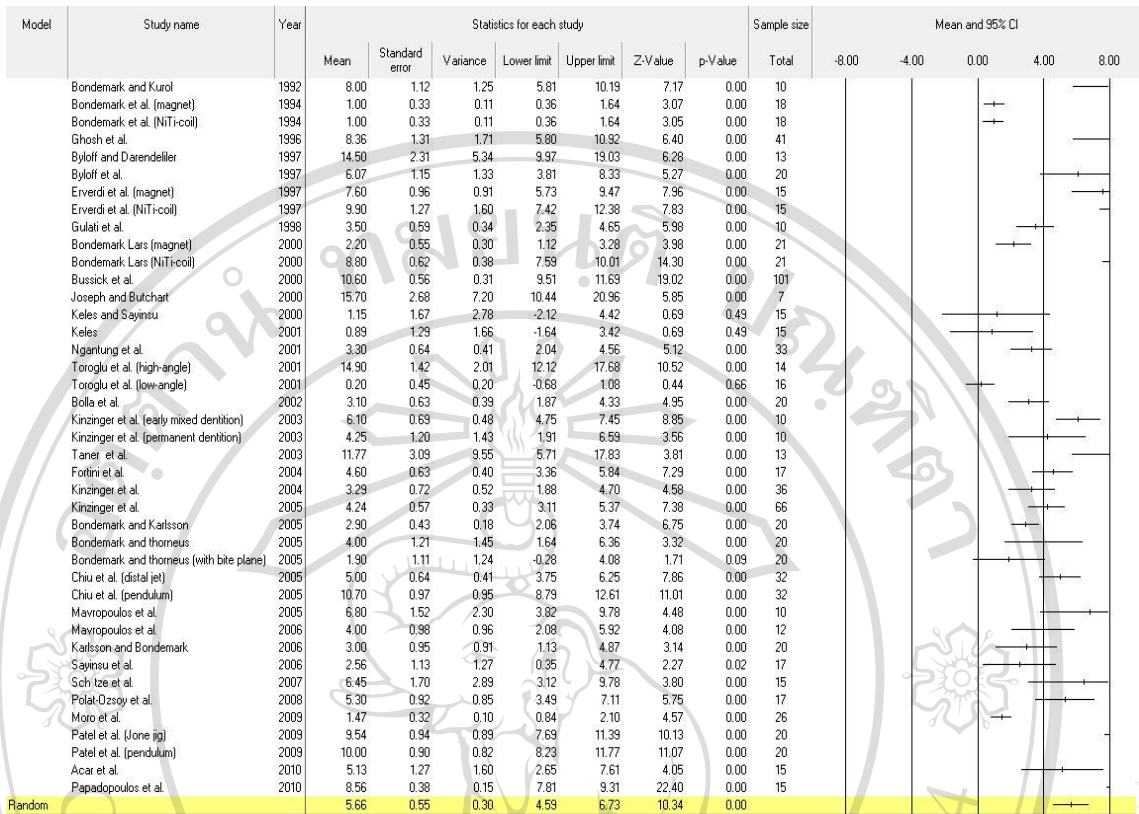 Model Study name Year Statistics for each study Sample size Mean and 95% CI
Mean Standard error Variance Lower limit Upper limit Z-Value p-Value Total -8.00 -4.00 0.00 4.00 8.00
Bondemark and Kurol 1992 8.00 1.12 1.25 5.81 10.19 7.17 0.00 10
Bondemark et al. (magnet) 1994 1.00 0.33 0.11 0.36 1.64 3.07 0.00 18
Bondemark et al. (NiTi-coil) 1994 1.00 0.33 0.11 0.36 1.64 3.05 0.00 18
Ghosh et al. 1996 8.36 1.31 1.71 5.80 10.92 6.40 0.00 41
Byloff and Darendeliler 1997 14.50 2.31 5.34 9.97 19.03 6.28 0.00 13
Byloff et al. 1997 6.07 1.15 1.33 3.81 8.33 5.27 0.00 20
Erverdi et al. (magnet) 1997 7.60 0.96 0.91 5.73 9.47 7.96 0.00 15
Erverdi et al. (NiTi-coil) 1997 9.90 1.27 1.60 7.42 12.38 7.83 0.00 15
Gulati et al. 1998 3.50 0.59 0.34 2.35 4.65 5.98 0.00 10
Bondemark Lars (magnet) 2000 2.20 0.55 0.30 1.12 3.28 3.98 0.00 21
Bondemark Lars (NiTi-coil) 2000 8.80 0.62 0.38 7.59 10.01 14.30 0.00 21
Bussick et al. 2000 10.60 0.56 0.31 9.51 11.69 19.02 0.00 101
Joseph and Butchart 2000 15.70 2.68 7.20 10.44 20.96 5.85 0.00 7
Keles and Sayinsu 2000 1.15 1.67 2.78 -2.12 4.42 0.69 0.49 15
Keles 2001 0.89 1.29 1.66 -1.64 3.42 0.69 0.49 15
Ngantung et al. 2001 3.30 0.64 0.41 2.04 4.56 5.12 0.00 33
Toroglu et al. (high-angle) 2001 14.90 1.42 2.01 12.12 17.68 10.52 0.00 14
Toroglu et al. (low-angle) 2001 0.20 0.45 0.20 -0.68 1.08 0.44 0.66 16
Bolla et al. 2002 3.10 0.63 0.39 1.87 4.33 4.95 0.00 20
Kinzinger et al. (early mixed dentition) 2003 6.10 0.69 0.48 4.75 7.45 8.85 0.00 10
Kinzinger et al. (permanent dentition) 2003 4.25 1.20 1.43 1.91 6.59 3.56 0.00 10
Taner et al. 2003 11.77 3.09 9.55 5.71 17.83 3.81 0.00 13
Fortini et al. 2004 4.60 0.63 0.40 3.36 5.84 7.29 0.00 17
Kinzinger et al. 2004 3.29 0.72 0.52 1.88 4.70 4.58 0.00 36
Kinzinger et al. 2005 4.24 0.57 0.33 3.11 5.37 7.38 0.00 66
Bondemark and Karlsson 2005 2.90 0.43 0.18 2.06 3.74 6.75 0.00 20
Bondemark and thorneus 2005 4.00 1.21 1.45 1.64 6.36 3.32 0.00 20
Bondemark and thorneus (with bite plane) 2005 1.90 1.11 1.24 -0.28 4.08 1.71 0.09 20
Chiu et al. (distal jet) 2005 5.00 0.64 0.41 3.75 6.25 7.86 0.00 32
Chiu et al. (pendulum) 2005 10.70 0.97 0.95 8.79 12.61 11.01 0.00 32
Mavropoulos et al. 2005 6.80 1.52 2.30 3.82 9.78 4.48 0.00 10
Mavropoulos et al. 2006 4.00 0.98 0.96 2.08 5.92 4.08 0.00 12
Karlsson and Bondemark 2006 3.00 0.95 0.91 1.13 4.87 3.14 0.00 20
Sayinsu et al. 2006 2.56 1.13 1.27 0.35 4.77 2.27 0.02 17
Sch tze et al. 2007 6.45 1.70 2.89 3.12 9.78 3.80 0.00 15
Polat-Ozsoy et al. 2008 5.30 0.92 0.85 3.49 7.11 5.75 0.00 17
Moro et al. 2009 1.47 0.32 0.10 0.84 2.10 4.57 0.00 26
Patel et al. (Jone jig) 2009 9.54 0.94 0.89 7.69 11.39 10.13 0.00 20
Patel et al. (pendulum) 2009 10.00 0.90 0.82 8.23 11.77 11.07 0.00 20
Acar et al. 2010 5.13 1.27 1.60 2.65 7.61 4.05 0.00 15
Papadopoulos et al. 2010 8.56 0.38 0.15 7.81 9.31 22.40 0.00 15
Random 5.66 0.55 0.30 4.59 6.73 10.34 0.00